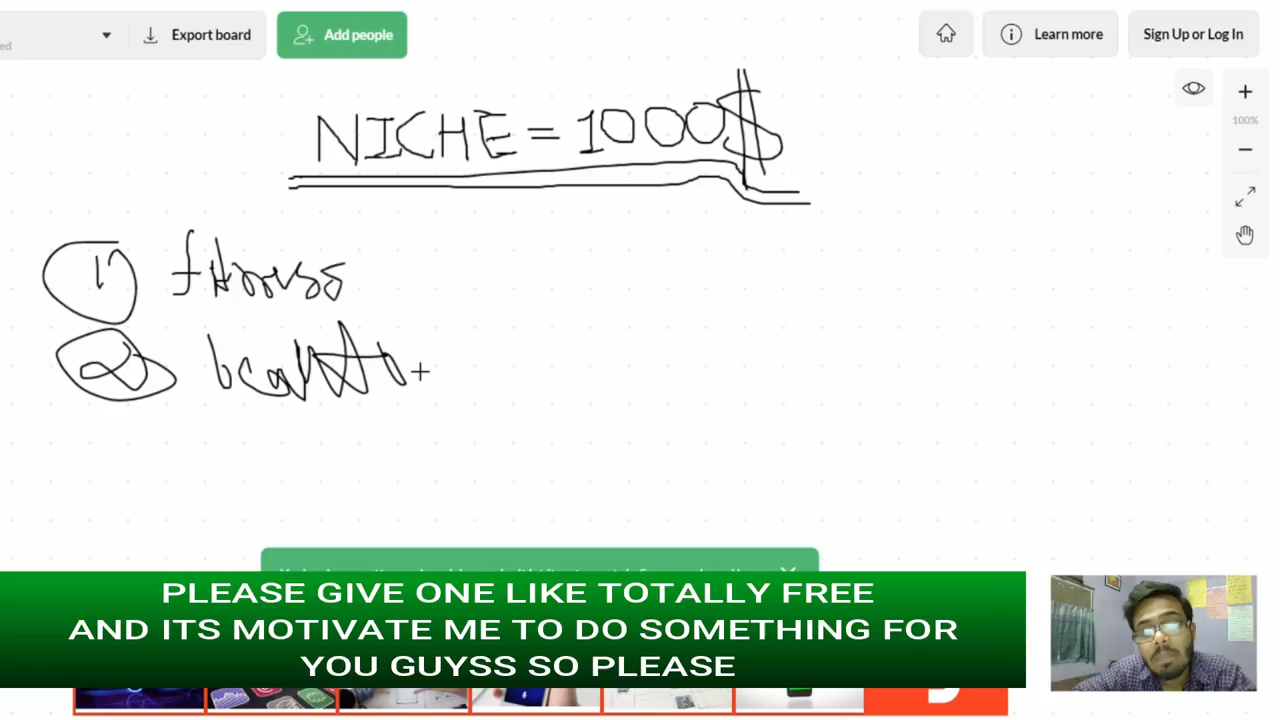 Export board
Add people
Learn more
Sign Up or Log In
NICHE = 1000$
100%
1) fitness
2
PLEASE GIVE ONE LIKE TOTALLY FREE
AND ITS MOTIVATE ME TO DO SOMETHING FOR
YOU GUYSS SO PLEASE